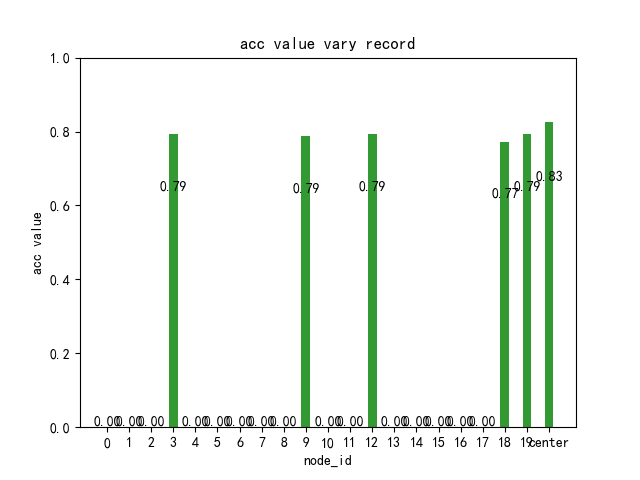 acc value vary record
1.0
0.8
0.6
0.4
0.2
0.0
acc value
0.00 0.00 0.00 0.79 0.00 0.00 0.00 0.00 0.00 0.79 0.00 0.00 0.79 0.00 0.00 0.00 0.00 0.00 0.77 0.79 0.83
0 1 2 3 4 5 6 7 8 9 10 11 12 13 14 15 16 17 18 19 center
node_id